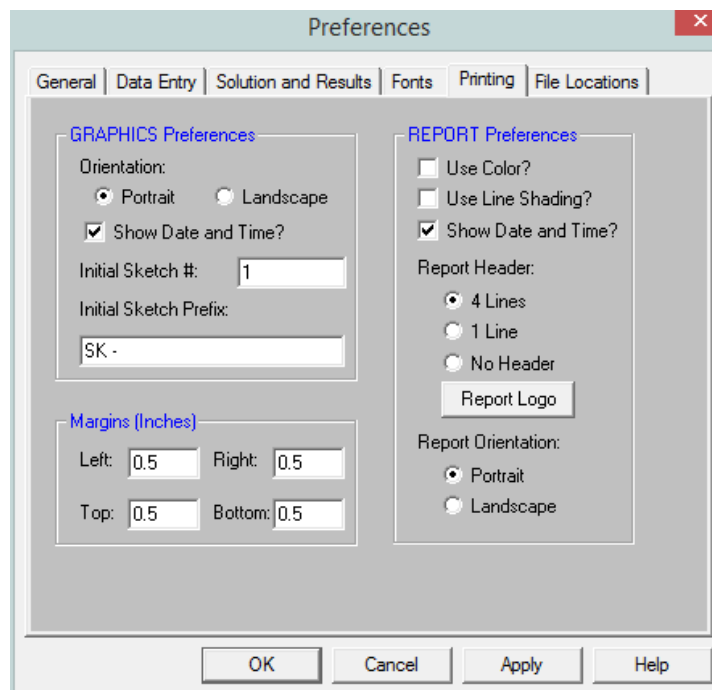 Preferences
General Data Entry Solution and Results Fonts Printing File Locations
GRAPHICS Preferences
Orientation:
Portrait Landscape
Show Date and Time?
Initial Sketch #: 1
Initial Sketch Prefix:
SK -
Margins (Inches)
Left: 0.5 Right: 0.5
Top: 0.5 Bottom: 0.5
REPORT Preferences
Use Color?
Use Line Shading?
Show Date and Time?
Report Header:
4 Lines
1 Line
No Header
Report Logo
Report Orientation:
Portrait
Landscape
OK Cancel Apply Help